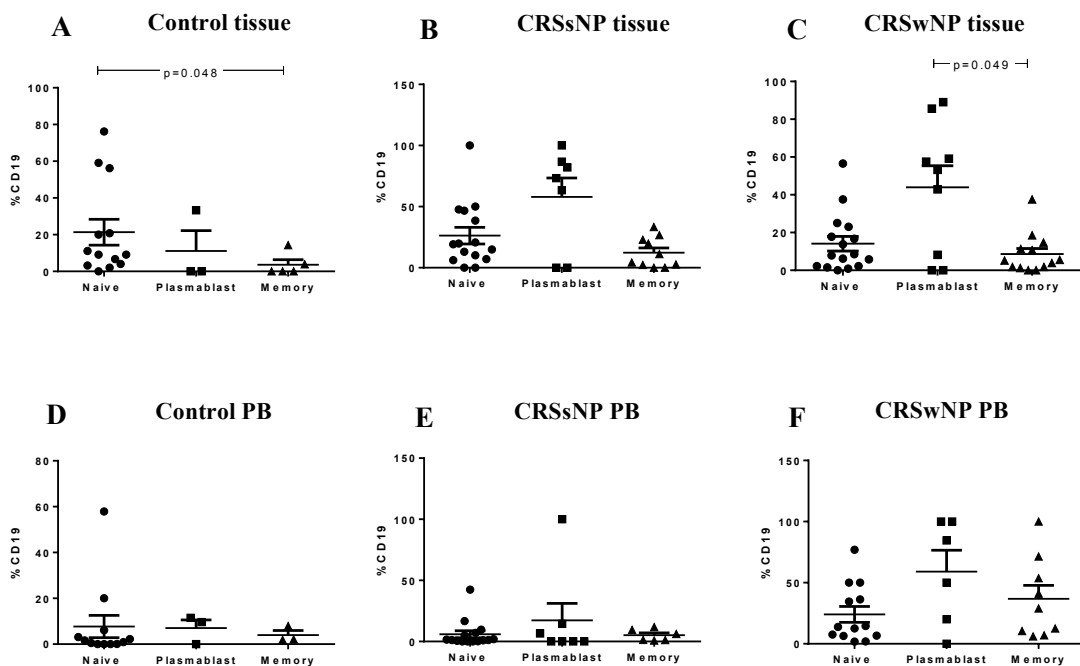 A Control tissue
p=0.048
100
80
60
40
20
0
%CD19
Naive Plasmablast Memory
B CRSsNP tissue
150
100
50
0
%CD19
Naive Plasmablast Memory
C CRSwNP tissue
p=0.049
100
80
60
40
20
0
%CD19
Naive Plasmablast Memory
D Control PB
80
60
40
20
0
%CD19
Naive Plasmablast Memory
E CRSsNP PB
150
100
50
0
%CD19
Naive Plasmablast Memory
F CRSwNP PB
150
100
50
0
%CD19
Naive Plasmablast Memory